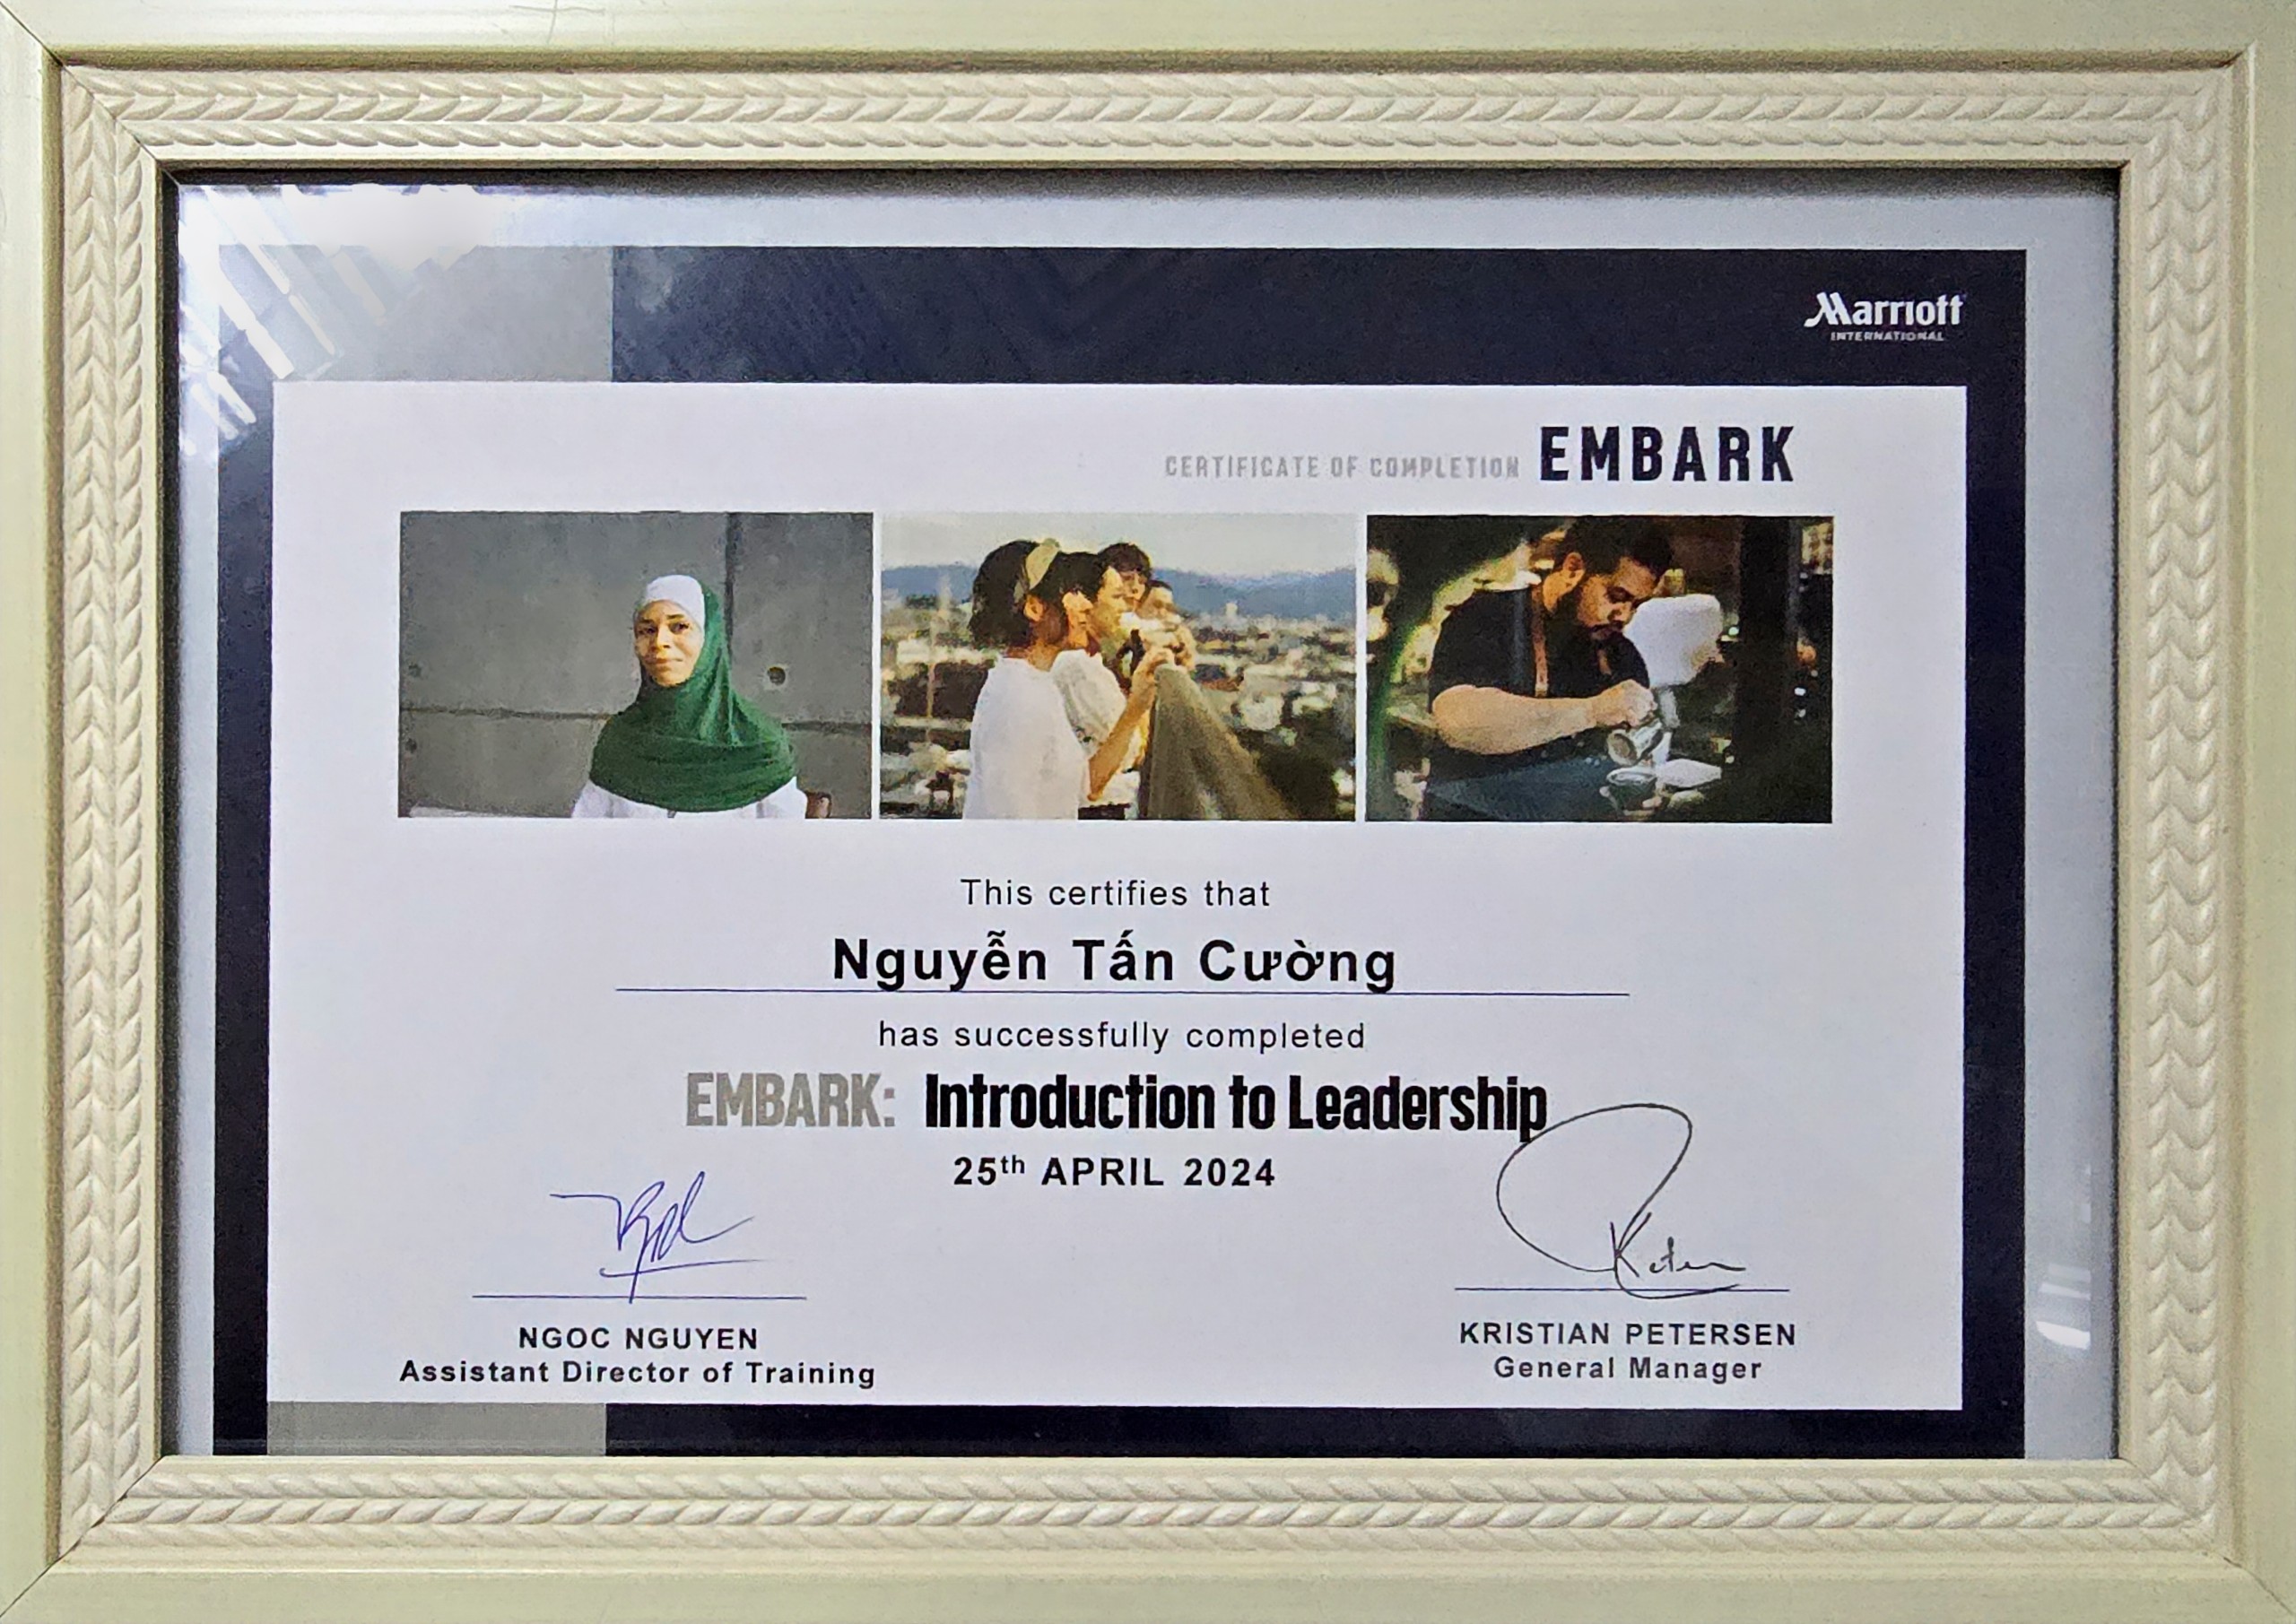 Marriott
INTERNATIONAL
CERTIFICATE OF COMPLETION EMBARK
This certifies that
Nguyễn Tấn Cường
has successfully completed
EMBARK: Introduction to Leadership
25th APRIL 2024
NGOC NGUYEN
Assistant Director of Training
KRISTIAN PETERSEN
General Manager